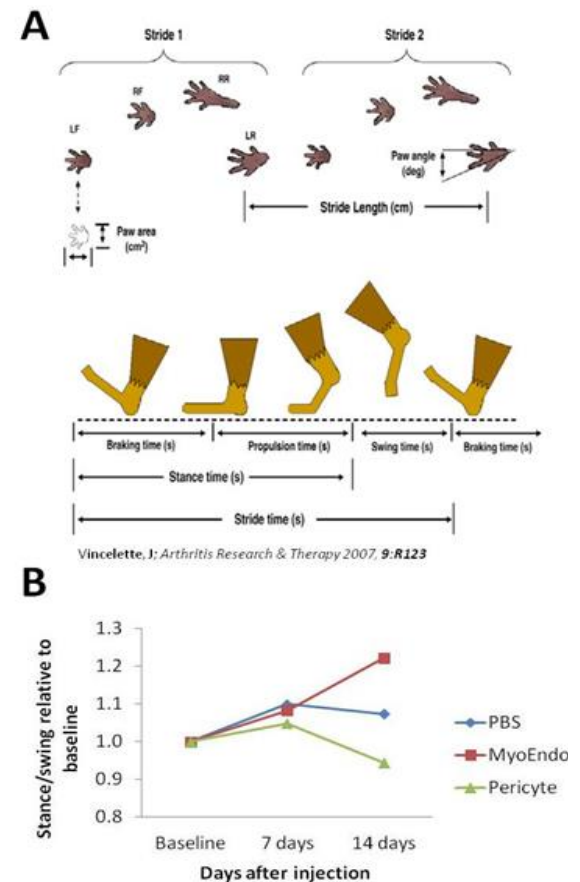 A
Stride 1
Stride 2
RR
RF
LF
LR
Paw angle
(deg)
Stride Length (cm)
Paw area
(cm²)
Braking time (s)
Propulsion time (s)
Swing time (s)
Braking time (s)
Stance time (s)
Stride time (s)
Vincelette, J; Arthritis Research & Therapy 2007, 9:R123
B
Stance/swing relative to
baseline
1.3
1.2
1.1
1.0
0.9
0.8
Baseline
7 days
14 days
Days after injection
PBS
MyoEndo
Pericyte